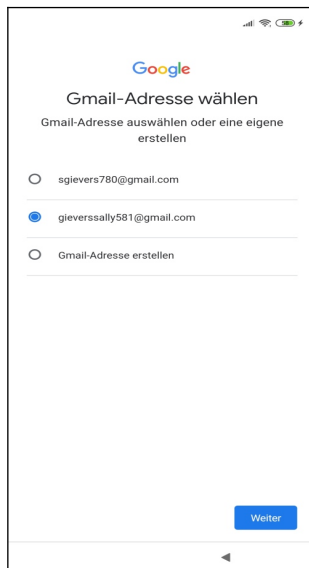 58
Google
Gmail-Adresse wählen
Gmail-Adresse auswählen oder eine eigene
erstellen
sgievers780@gmail.com
gieverssally581@gmail.com
Gmail-Adresse erstellen
Weiter